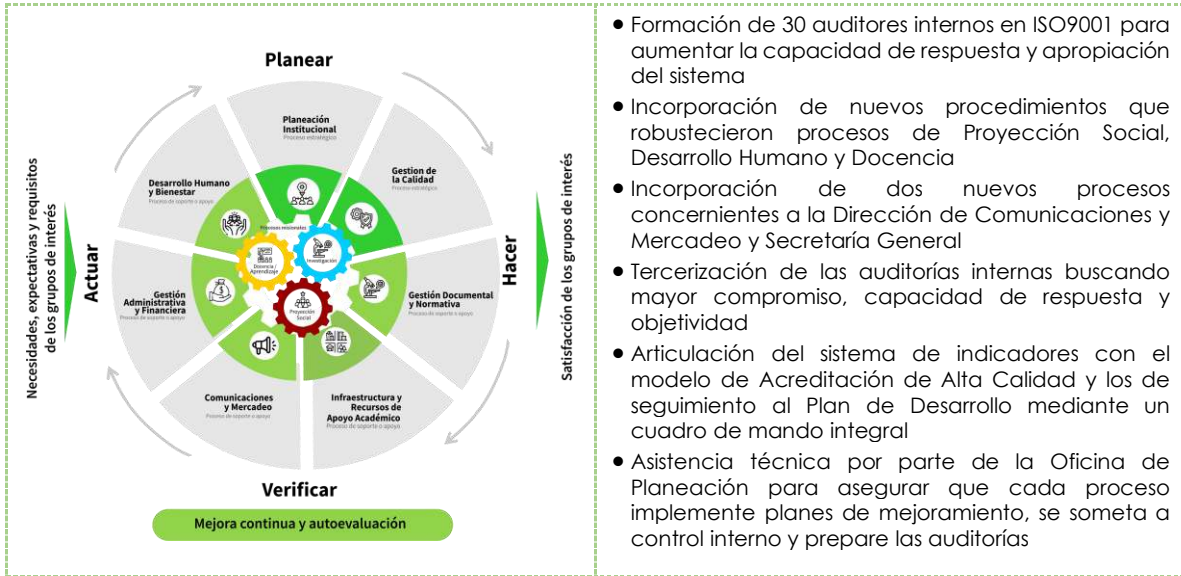 Planear
Planeación
Institucional
Proceso estratégico
Gestion de
la Calidad
Proceso estratégico
Desarrollo Humano
y Bienestar
Proceso de soporte o apoyo
Procesos misionales
Docencia /
Aprendizaje
Investigación
Proyección
Social
Necesidades, expectativas y requisitos
de los grupos de interés
Actuar
Hacer
Satisfacción de los grupos de interés
Gestión
Administrativa
y Financiera
Proceso de soporte o apoyo
Gestión Documental
y Normativa
Proceso de soporte o apoyo
Comunicaciones
y Mercadeo
Proceso de soporte o apoyo
Infraestructura y
Recursos de
Apoyo Académico
Proceso de soporte o apoyo
Verificar
Mejora continua y autoevaluación
• Formación de 30 auditores internos en ISO9001 para
aumentar la capacidad de respuesta y apropiación
del sistema
• Incorporación de nuevos procedimientos que
robustecieron procesos de Proyección Social,
Desarrollo Humano y Docencia
• Incorporación de dos nuevos procesos
concernientes a la Dirección de Comunicaciones y
Mercadeo y Secretaría General
• Tercerización de las auditorías internas buscando
mayor compromiso, capacidad de respuesta y
objetividad
• Articulación del sistema de indicadores con el
modelo de Acreditación de Alta Calidad y los de
seguimiento al Plan de Desarrollo mediante un
cuadro de mando integral
• Asistencia técnica por parte de la Oficina de
Planeación para asegurar que cada proceso
implemente planes de mejoramiento, se someta a
control interno y prepare las auditorías